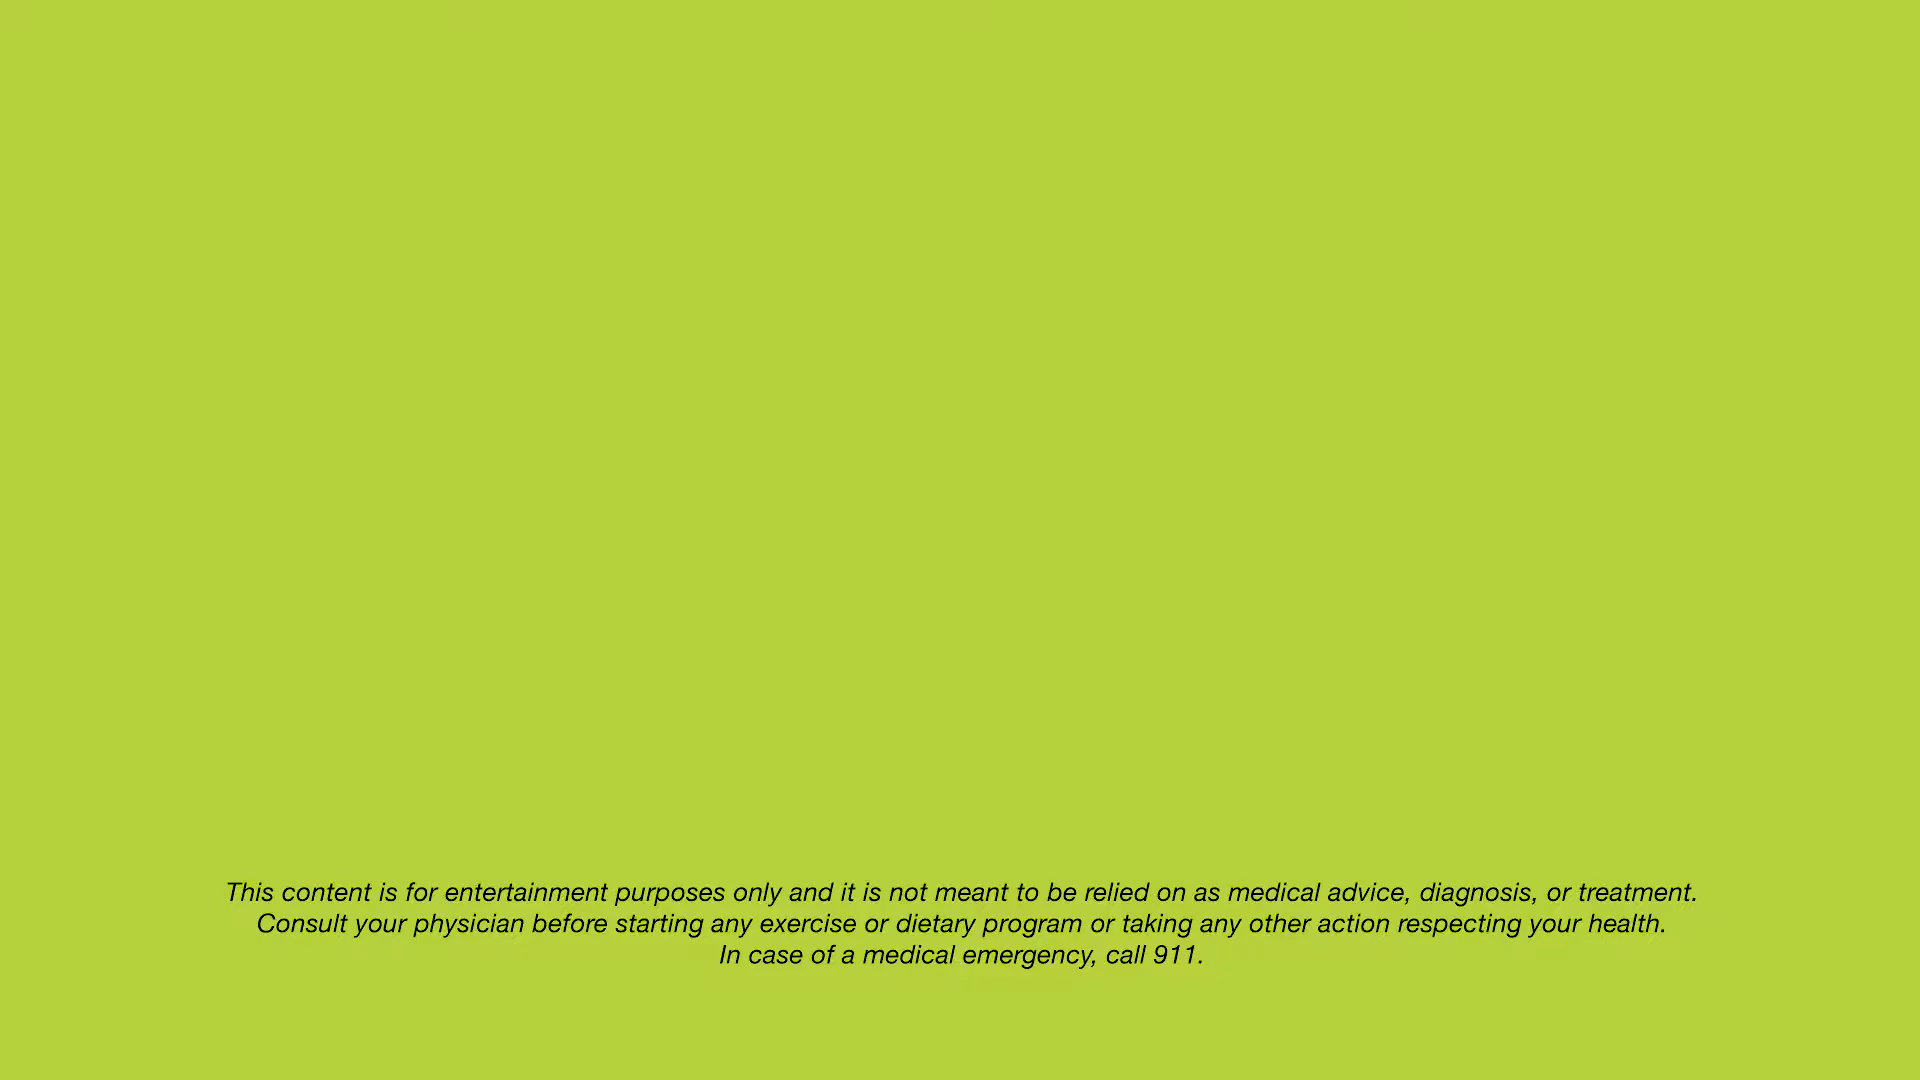 This content is for entertainment purposes only and it is not meant to be relied on as medical advice, diagnosis, or treatment.
Consult your physician before starting any exercise or dietary program or taking any other action respecting your health.
In case of a medical emergency, call 911.